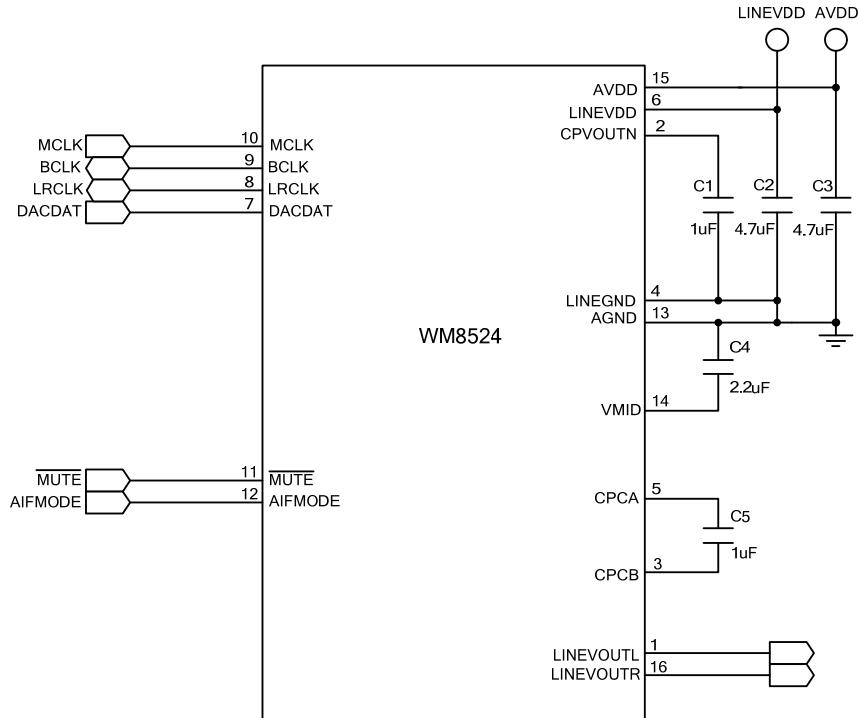 LINEVDD AVDD
15
AVDD
6
LINEVDD
2
CPVOUTN
MCLK 10 MCLK
BCLK 9 BCLK
LRCLK 8 LRCLK
DACDAT 7 DACDAT
C1 C2 C3
1uF 4.7uF 4.7uF
4
LINEGND
13
AGND
WM8524
C4
2.2uF
VMID 14
MUTE 11 MUTE
AIFMODE 12 AIFMODE
CPCA 5
C5
1uF
CPCB 3
LINEVOUTL 1
LINEVOUTR 16